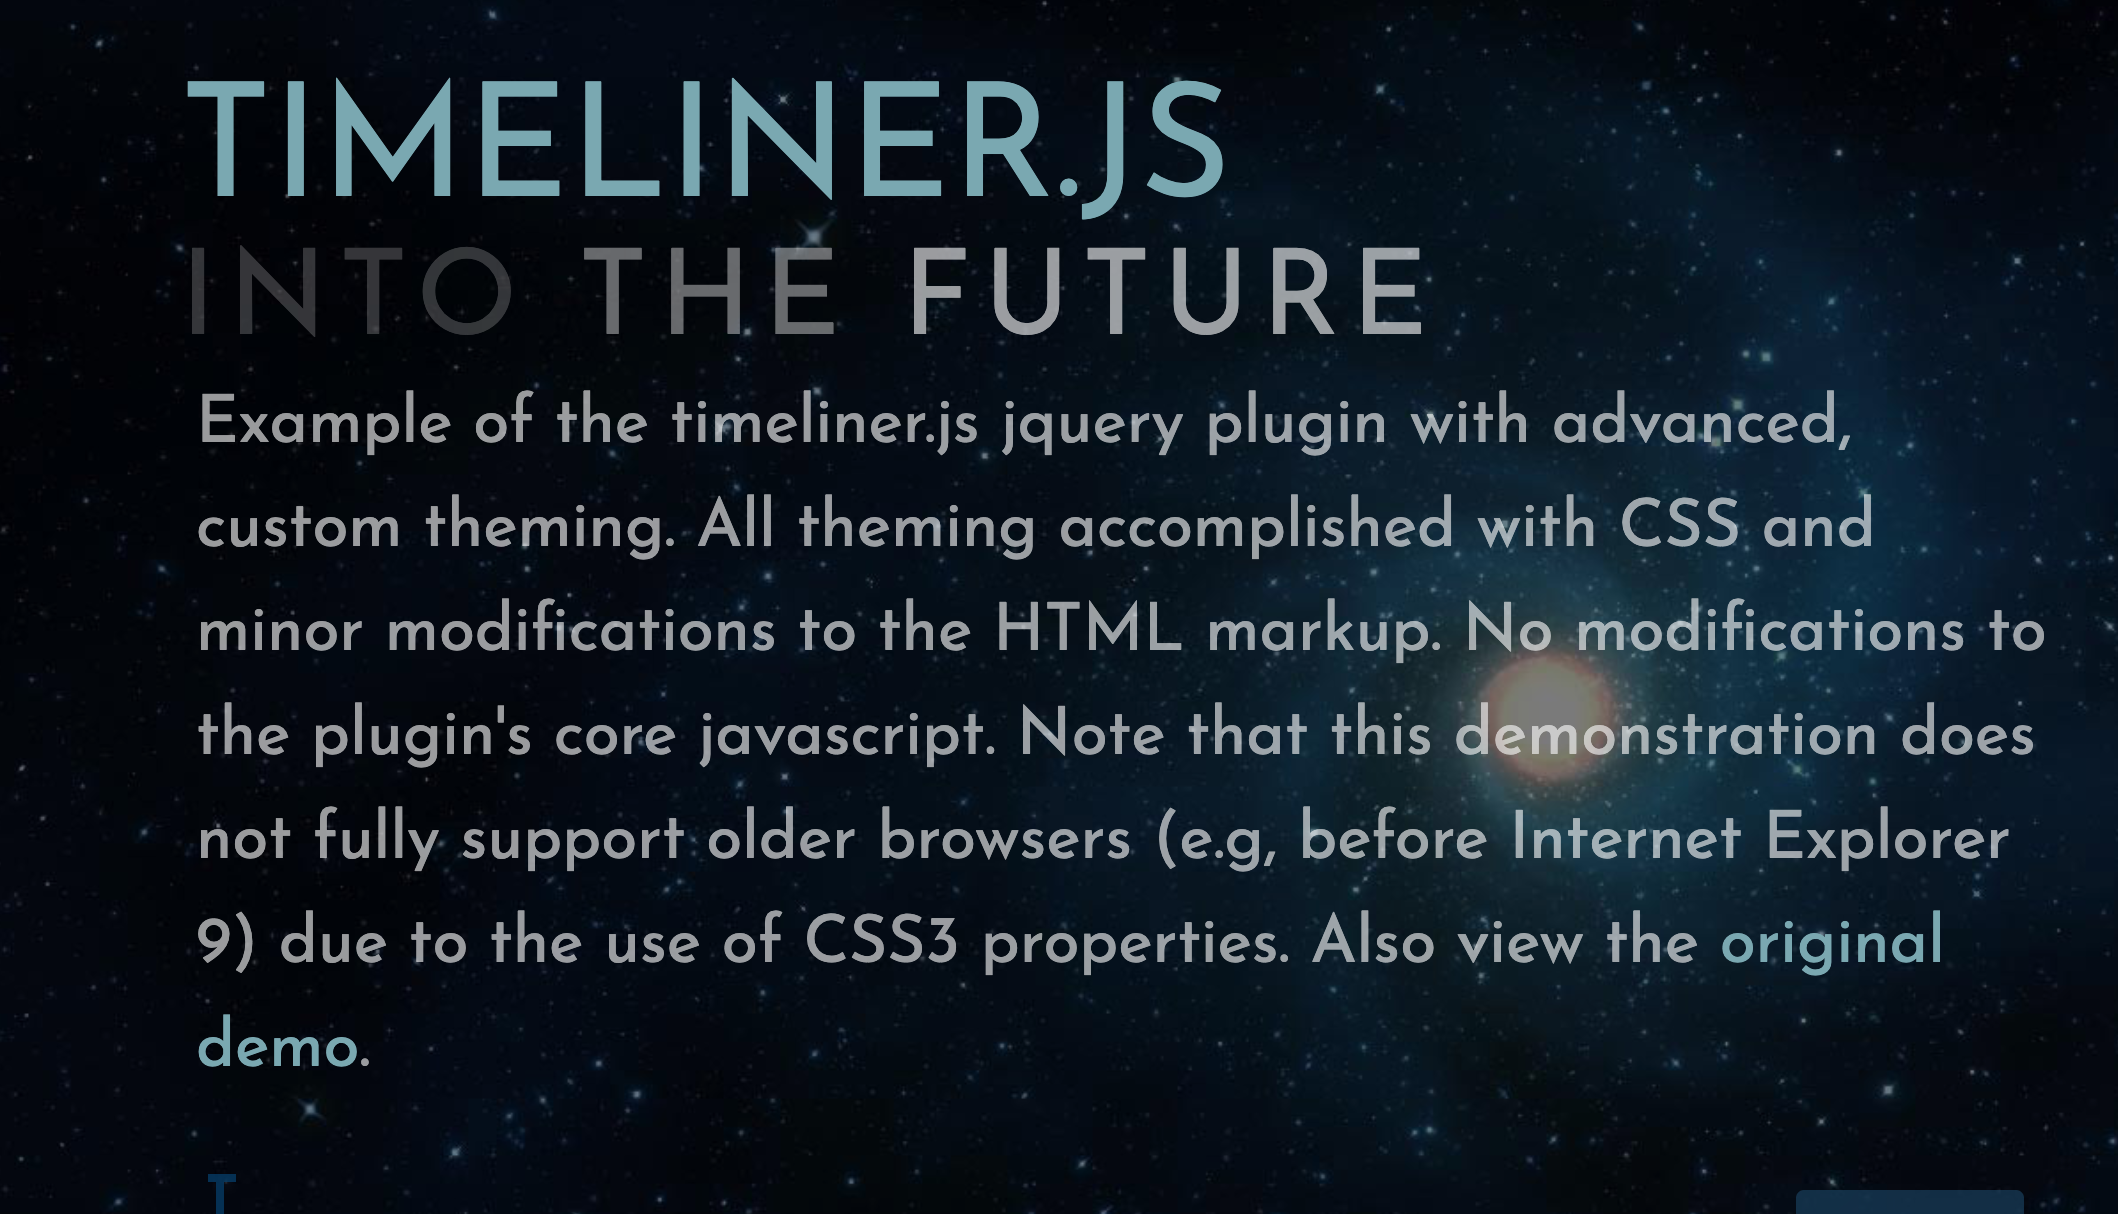 TIMELINER.JS
INTO THE FUTURE
Example of the timeliner.js jquery plugin with advanced,
custom theming. All theming accomplished with CSS and
minor modifications to the HTML markup. No modifications to
the plugin's core javascript. Note that this demonstration does
not fully support older browsers (e.g, before Internet Explorer
9) due to the use of CSS3 properties. Also view the original
demo.